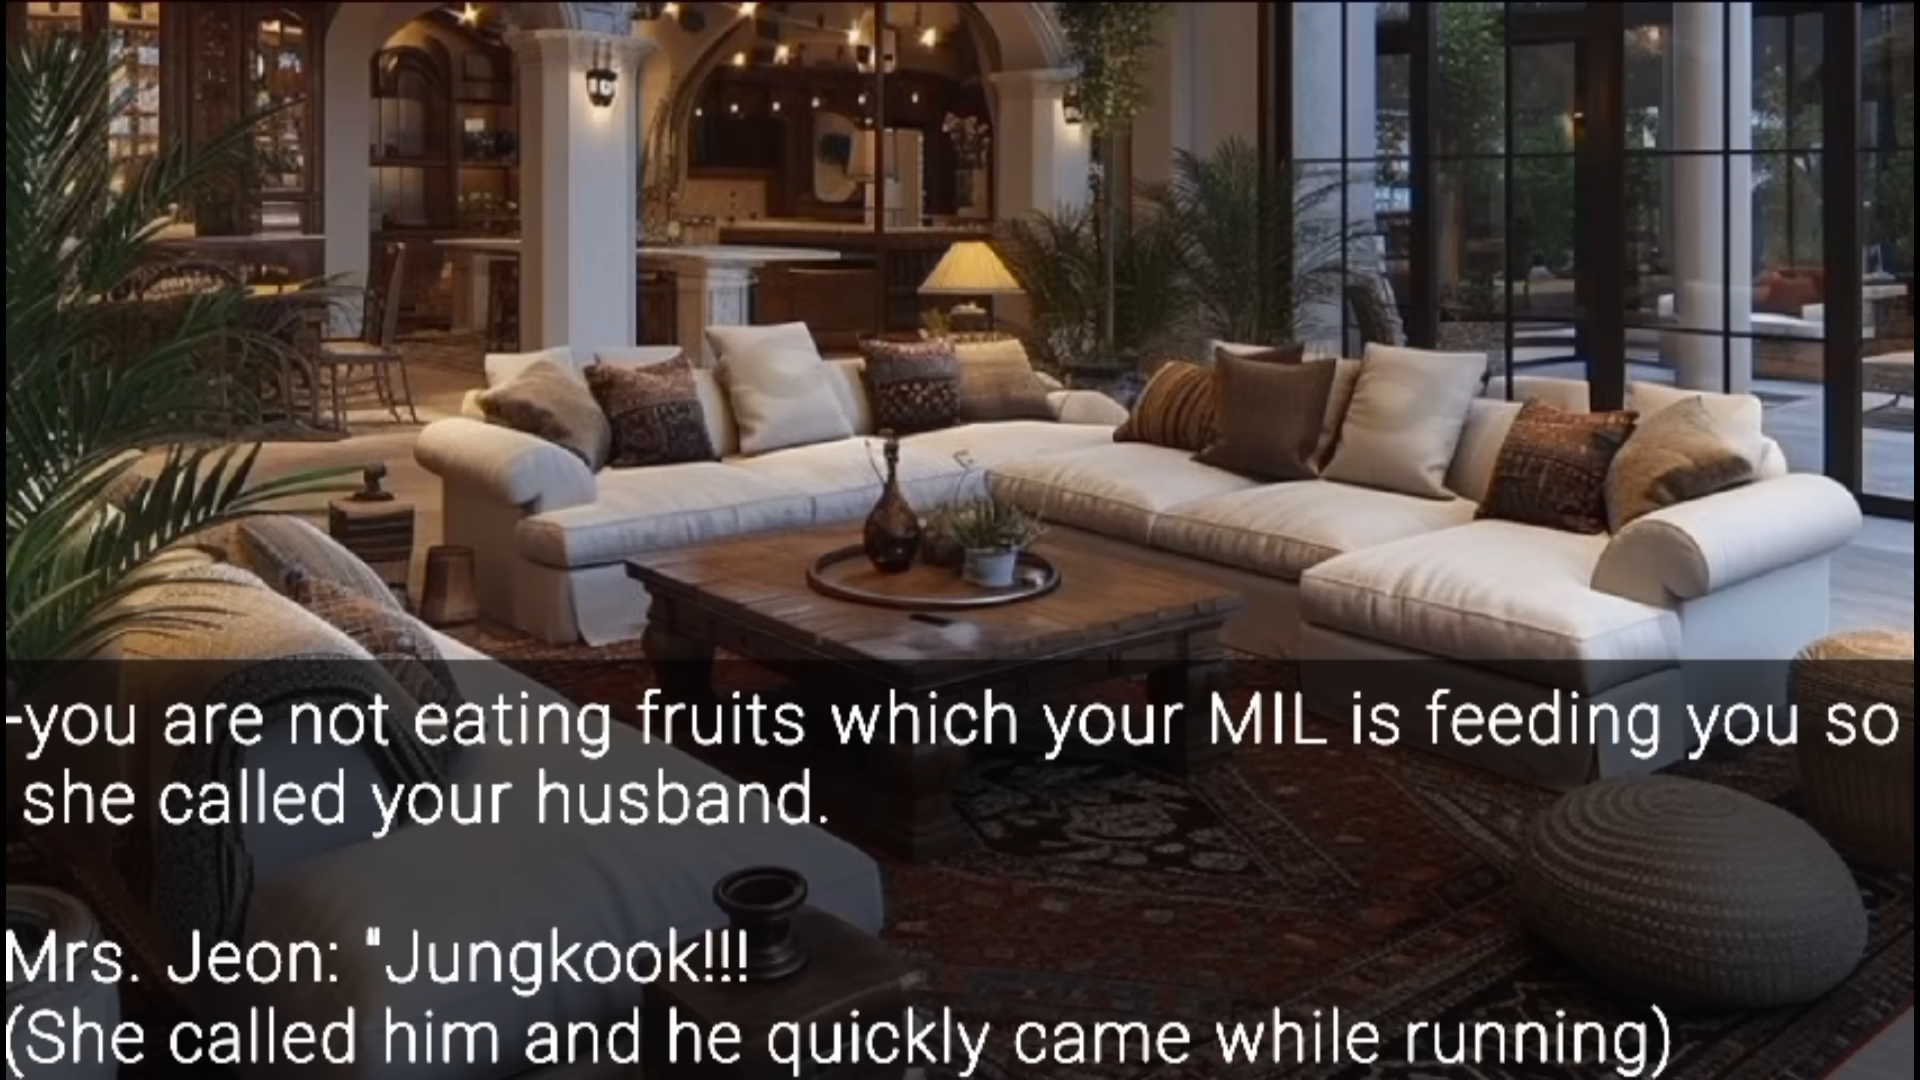 -you are not eating fruits which your MIL is feeding you so
she called your husband.
Mrs. Jeon: "Jungkook!!!
(She called him and he quickly came while running)